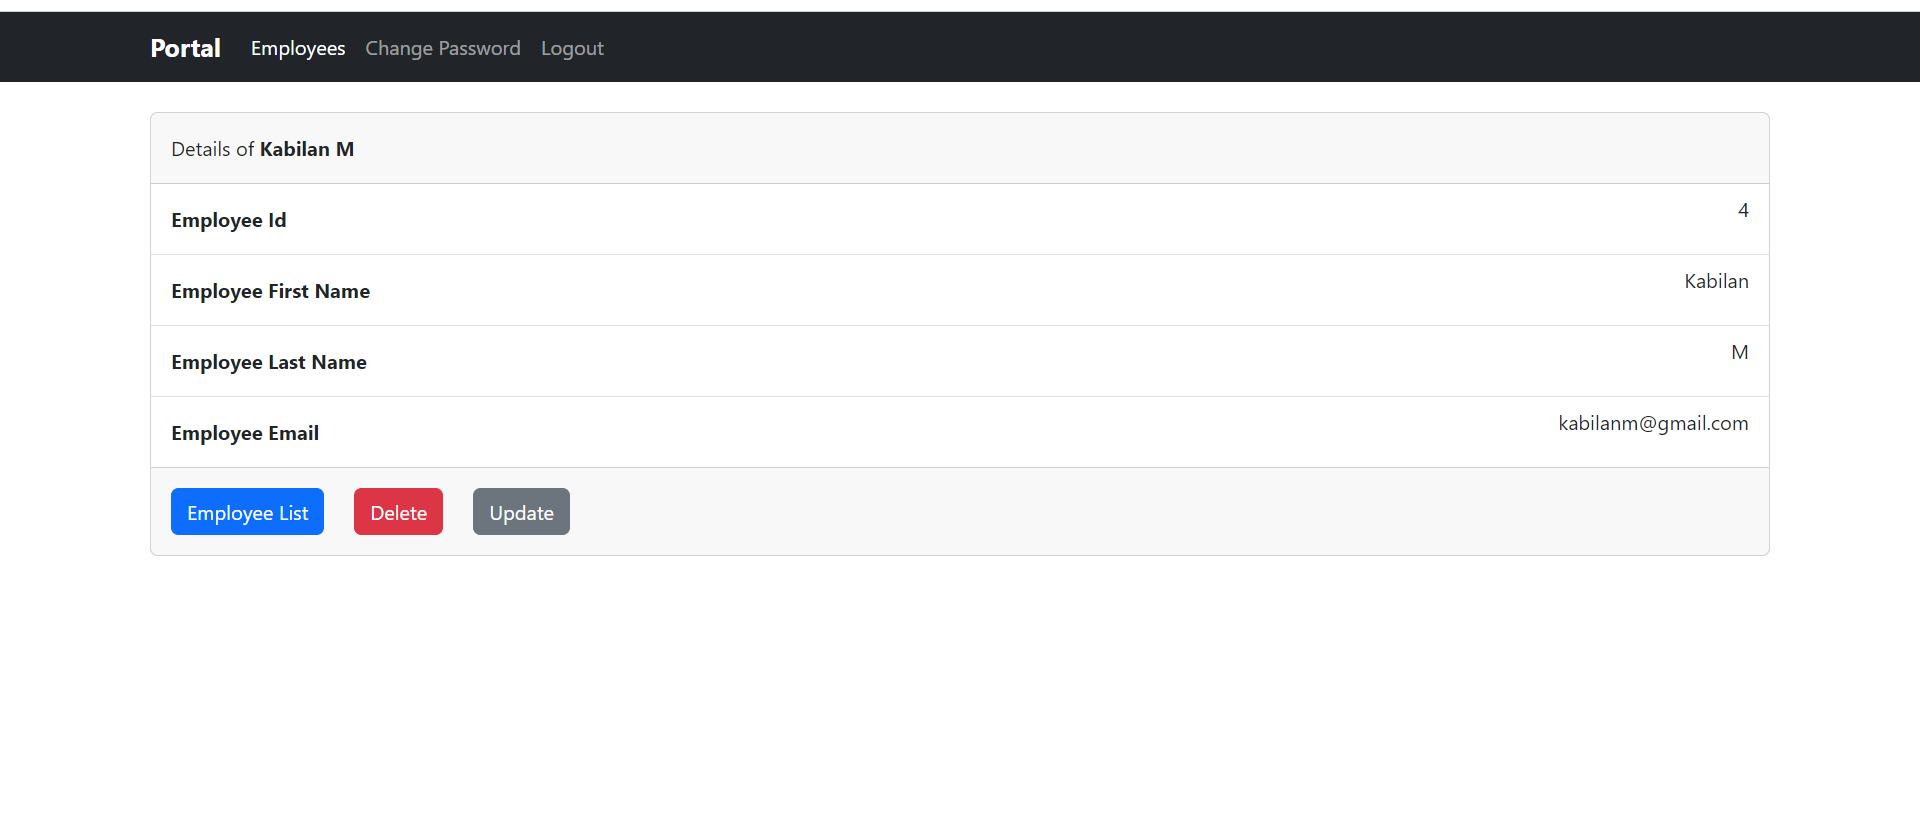 Portal Employees Change Password Logout
Details of Kabilan M
Employee Id 4
Employee First Name Kabilan
Employee Last Name M
Employee Email kabilanm@gmail.com
Employee List Delete Update